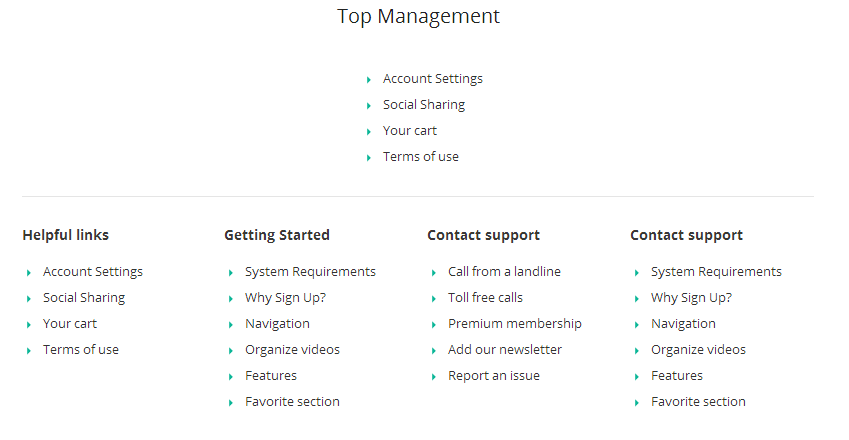 Top Management
Account Settings
Social Sharing
Your cart
Terms of use
Helpful links
Account Settings
Social Sharing
Your cart
Terms of use
Getting Started
System Requirements
Why Sign Up?
Navigation
Organize videos
Features
Favorite section
Contact support
Call from a landline
Toll free calls
Premium membership
Add our newsletter
Report an issue
Contact support
System Requirements
Why Sign Up?
Navigation
Organize videos
Features
Favorite section